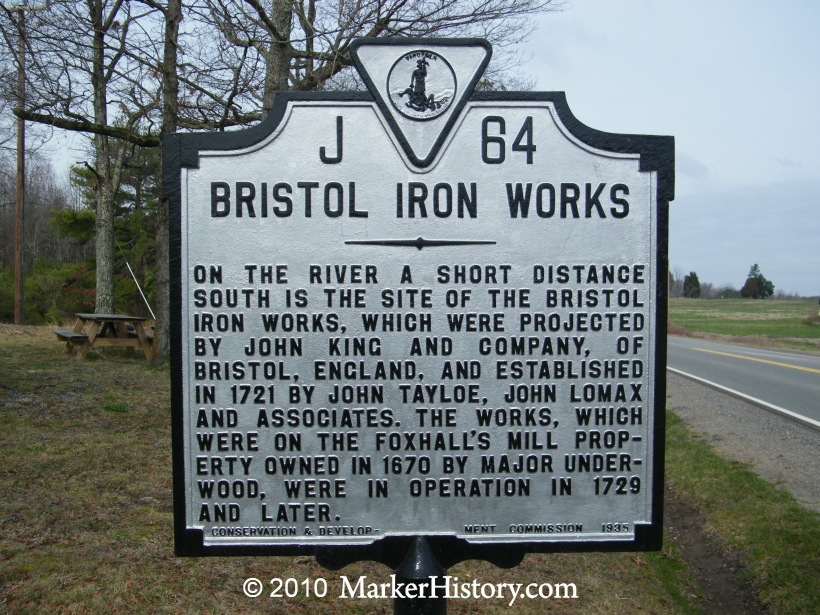 VIRGINIA
J 64
BRISTOL IRON WORKS
ON THE RIVER A SHORT DISTANCE
SOUTH IS THE SITE OF THE BRISTOL
IRON WORKS, WHICH WERE PROJECTED
BY JOHN KING AND COMPANY, OF
BRISTOL, ENGLAND, AND ESTABLISHED
IN 1721 BY JOHN TAYLOE, JOHN LOMAX
AND ASSOCIATES. THE WORKS, WHICH
WERE ON THE FOXHALL'S MILL PROP-
ERTY OWNED IN 1670 BY MAJOR UNDER-
WOOD, WERE IN OPERATION IN 1729
AND LATER.
CONSERVATION & DEVELOP- MENT COMMISSION 1938
© 2010 MarkerHistory.com